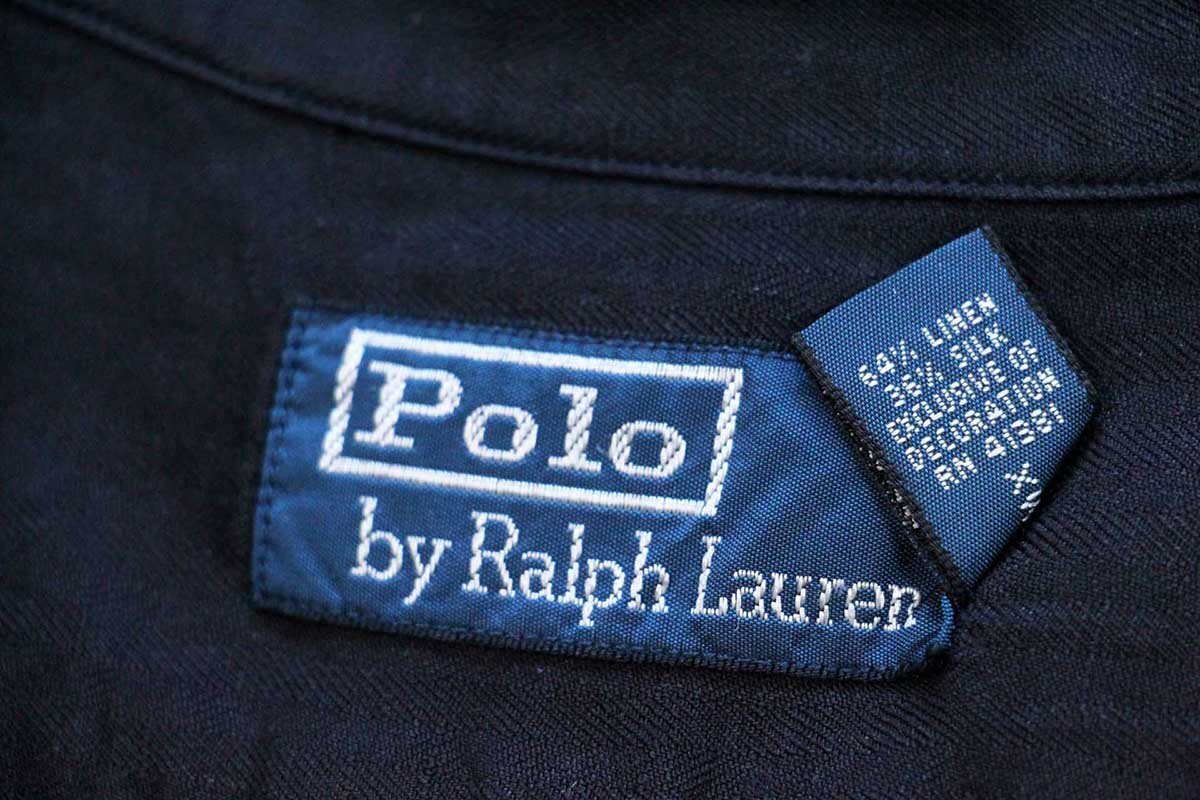 Polo
by Ralph Lauren
64% LINEN
36% SILK
EXCLUSIVE OF
DECORATION
RN 41381